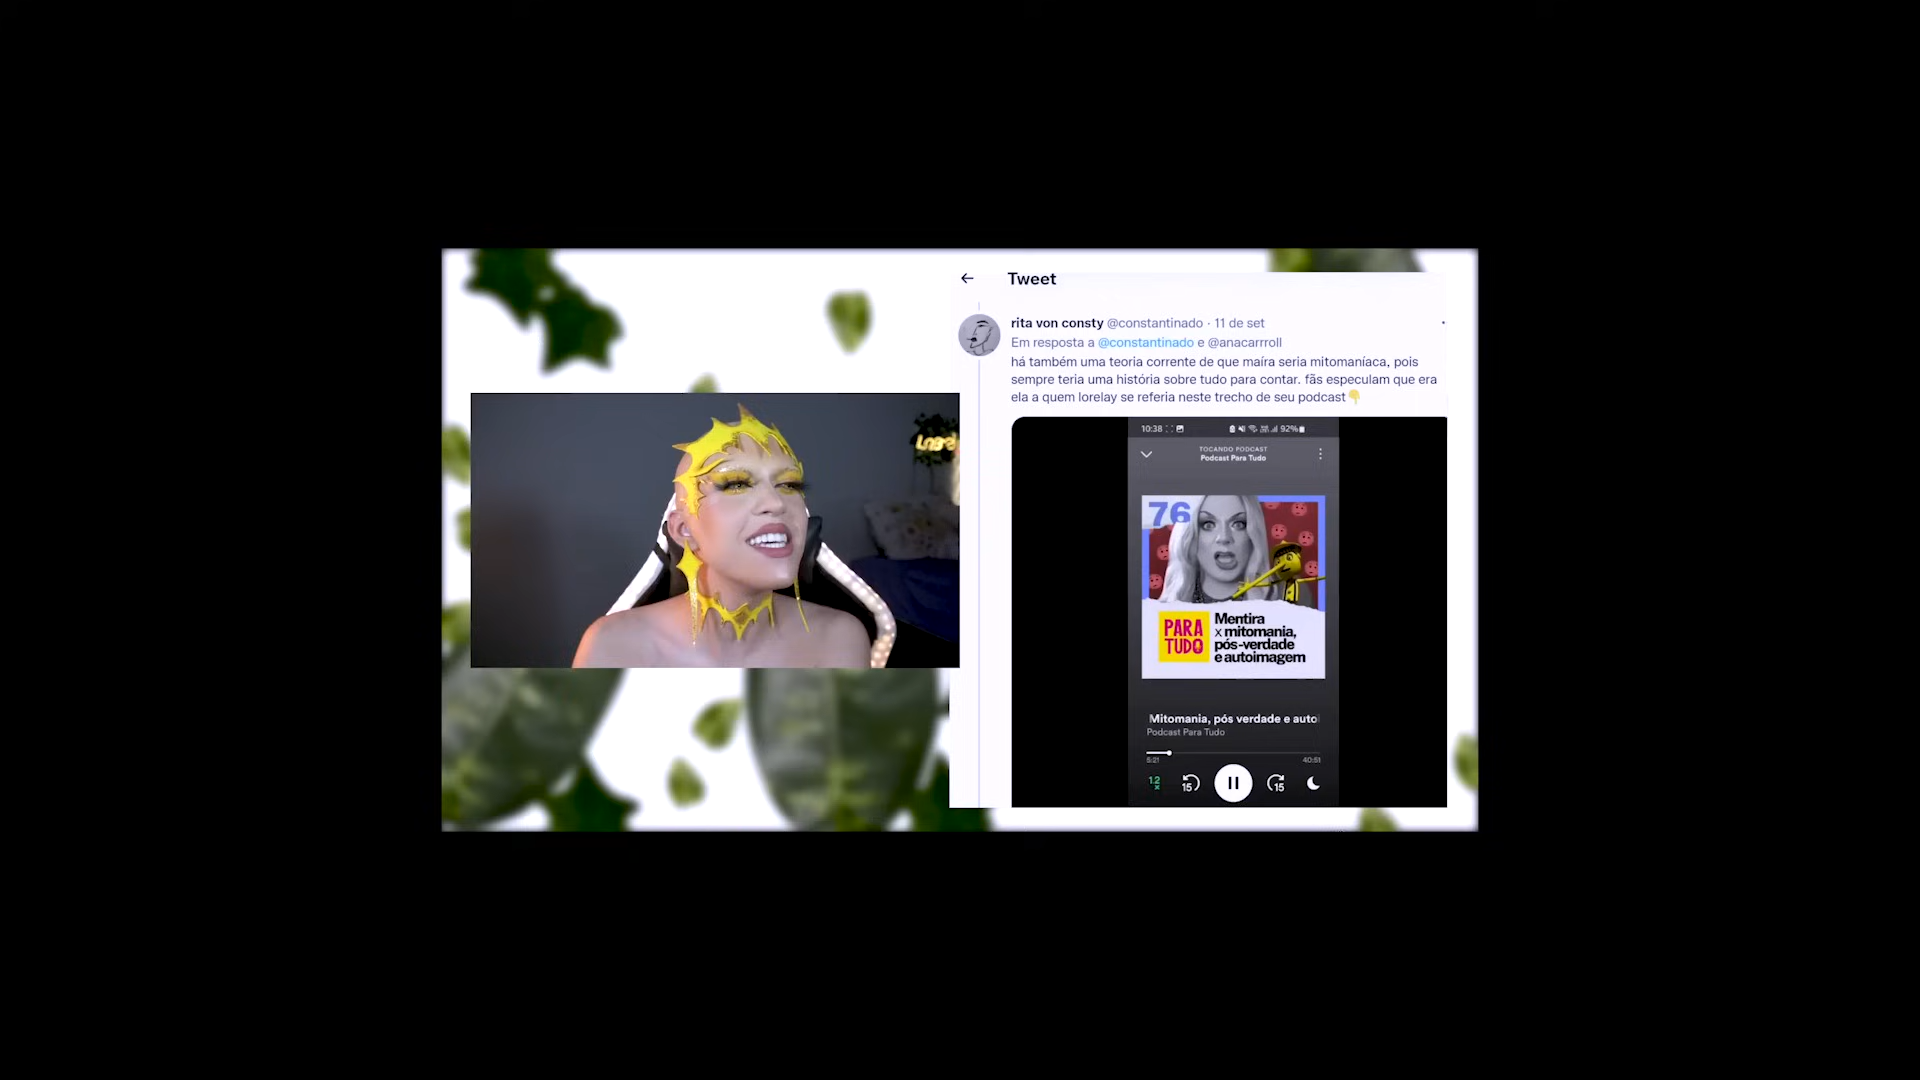 Tweet
rita von consty @constantinado · 11 de set
Em resposta a @constantinado e @anacarrroll
há também uma teoria corrente de que maíra seria mitomaníaca, pois
sempre teria uma história sobre tudo para contar. fãs especulam que era
ela a quem lorelay se referia neste trecho de seu podcast👇
10:38
92%
TOCANDO PODCAST
Podcast Para Tudo
76
PARA
TUDO
Mentira
x mitomania,
pós-verdade
e autoimagem
Mitomania, pós verdade e auto
Podcast Para Tudo
5:21
40:51
1.2
x
15
15